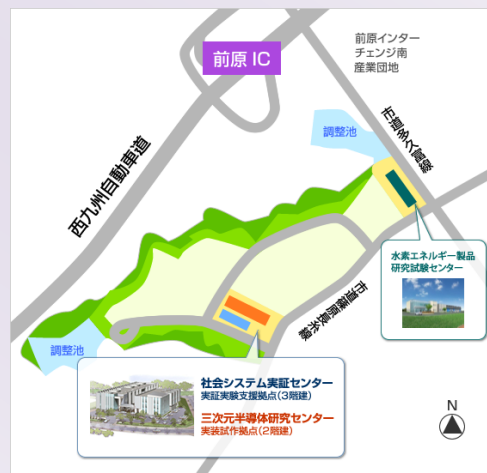 前原インター
チェンジ南
産業団地
前原 IC
調整池
市道多久富線
西九州自動車道
水素エネルギー製品
研究試験センター
市道篠原長糸線
調整池
社会システム実証センター
実証実験支援拠点(3階建)
三次元半導体研究センター
実装試作拠点(2階建)
N